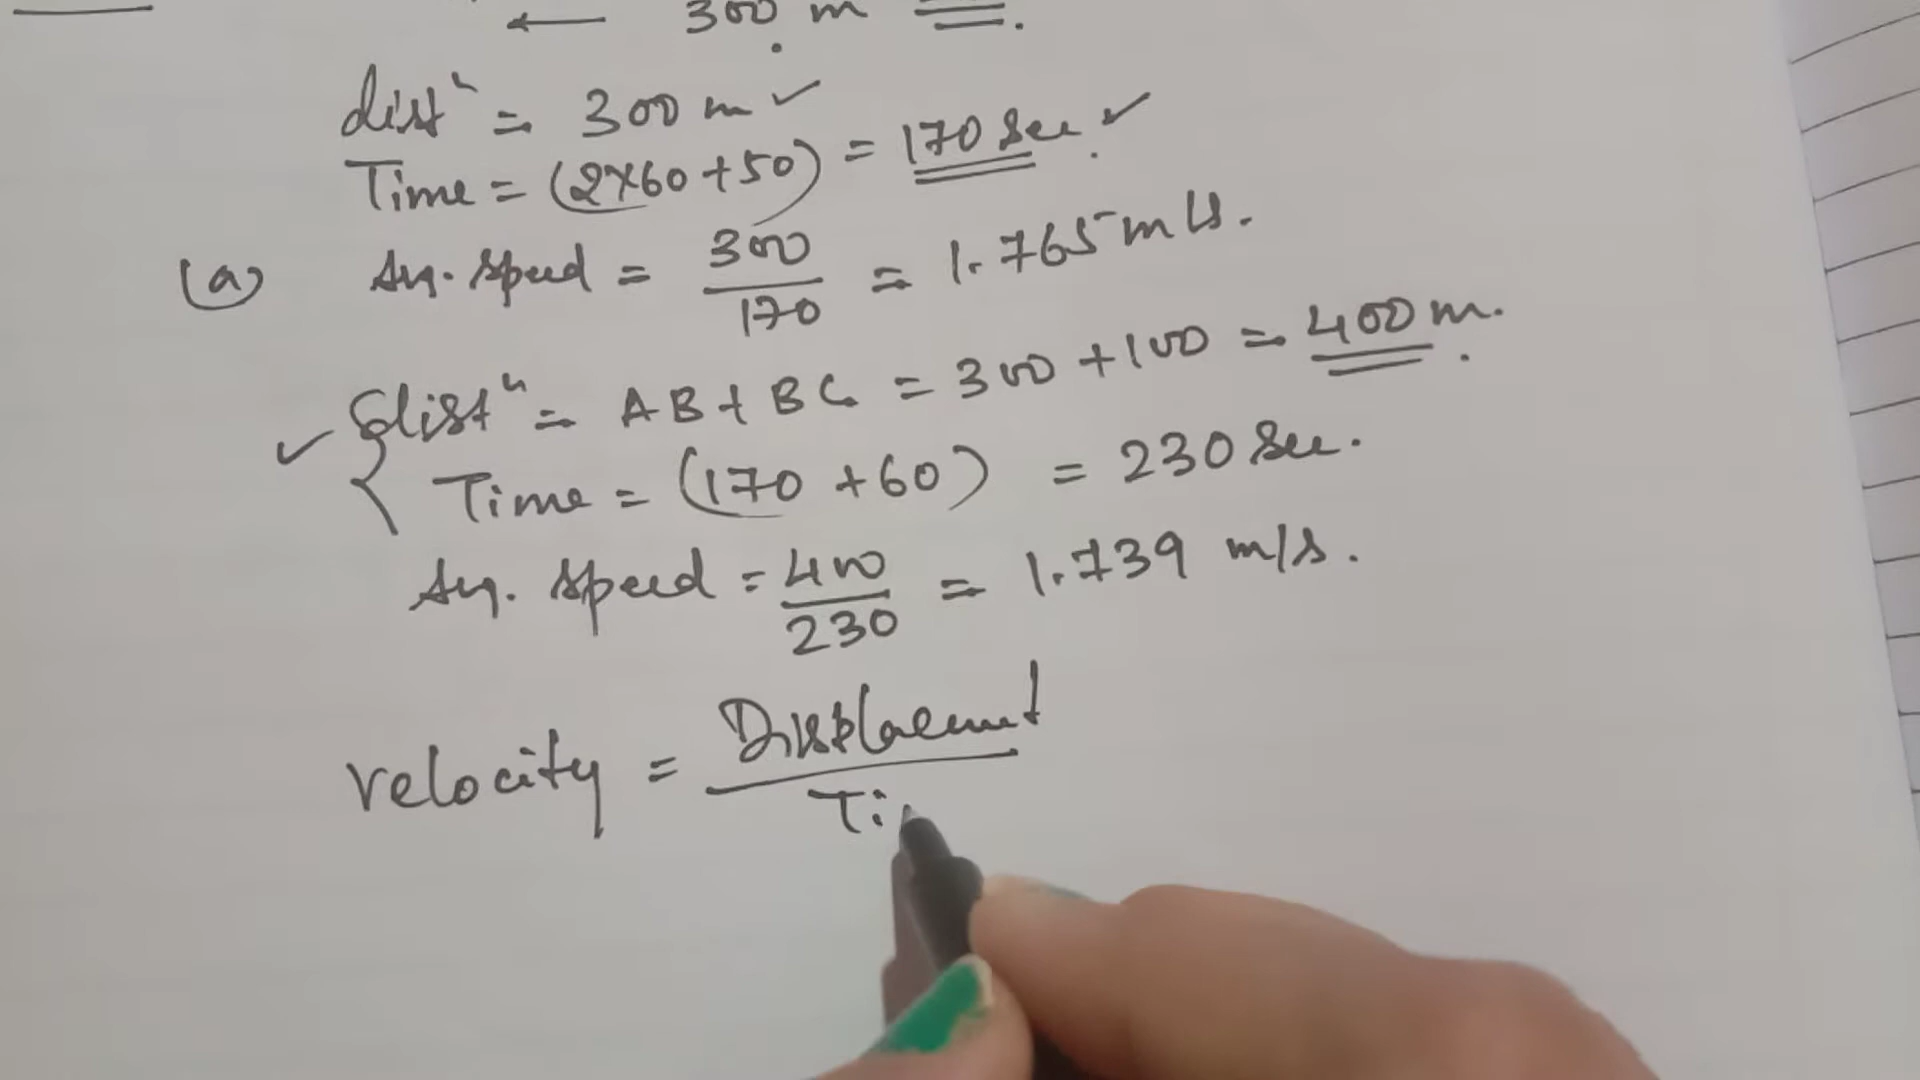 ← 300 m
distⁿ = 300 m ✓
Time = (2×60+50) = 170 Sec. ✓
(a) Av. speed = 300/170 = 1.765 m/s.
✓ distⁿ = AB + BC = 300 + 100 = 400 m.
Time = (170 + 60) = 230 Sec.
Av. speed = 400/230 = 1.739 m/s.
velocity = Displacemnt/Ti